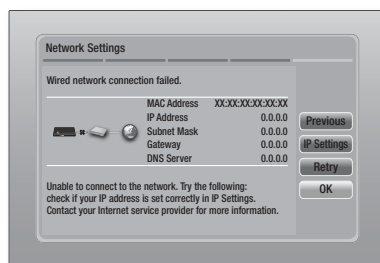 Network Settings
Wired network connection failed.
MAC Address XX:XX:XX:XX:XX:XX
IP Address 0.0.0.0
Subnet Mask 0.0.0.0
Gateway 0.0.0.0
DNS Server 0.0.0.0
Previous
IP Settings
Retry
OK
Unable to connect to the network. Try the following:
check if your IP address is set correctly in IP Settings.
Contact your Internet service provider for more information.